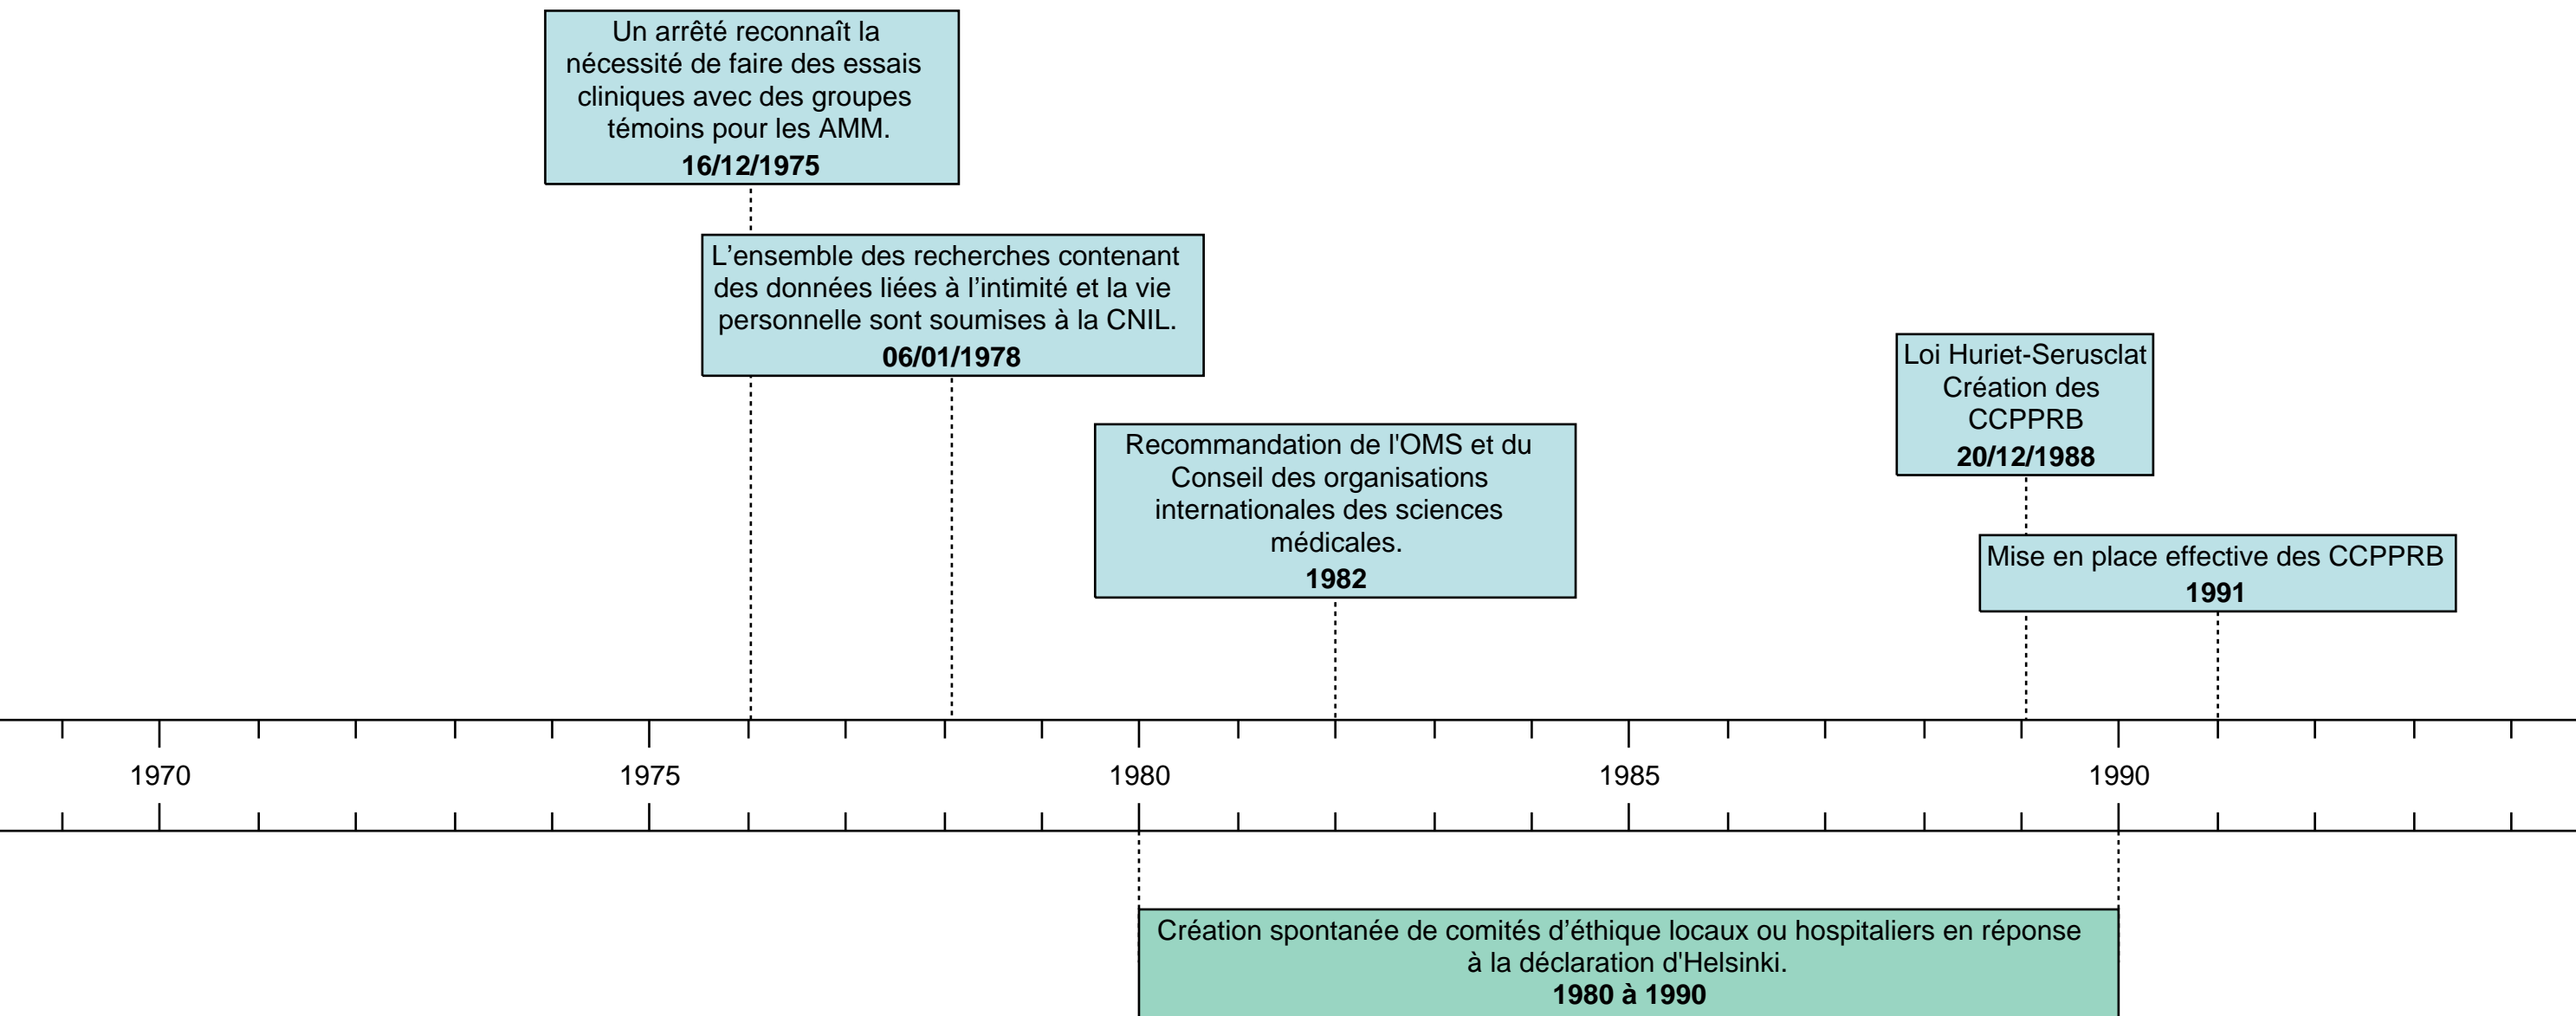 Un arrêté reconnaît la
nécessité de faire des essais
cliniques avec des groupes
témoins pour les AMM.
16/12/1975
L’ensemble des recherches contenant
des données liées à l’intimité et la vie
personnelle sont soumises à la CNIL.
06/01/1978
Loi Huriet-Serusclat
Création des
CCPPRB
20/12/1988
Recommandation de l'OMS et du
Conseil des organisations
internationales des sciences
médicales.
1982
Mise en place effective des CCPPRB
1991
1970
1975
1980
1985
1990
Création spontanée de comités d’éthique locaux ou hospitaliers en réponse
à la déclaration d'Helsinki.
1980 à 1990